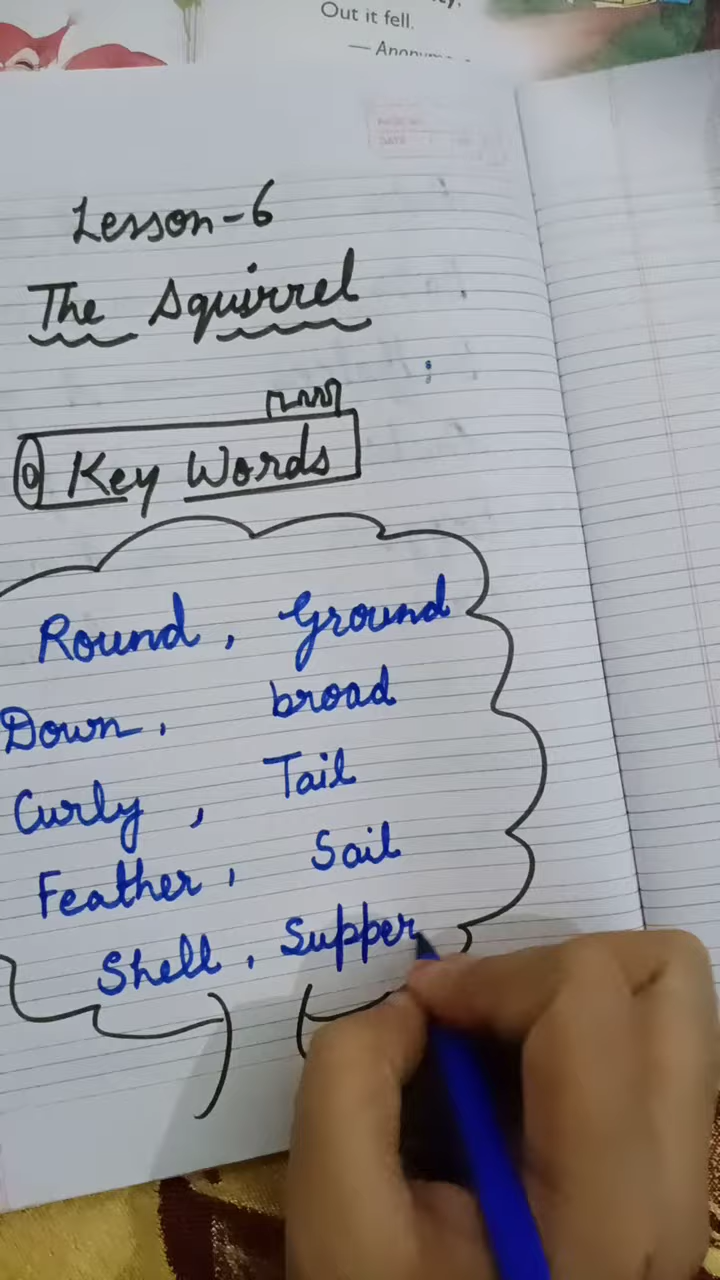 Out it fell.
Lesson-6
The Squirrel
Key Words
Round, Ground
Down, broad
Curly, Tail
Feather, Sail
Shell, Supper